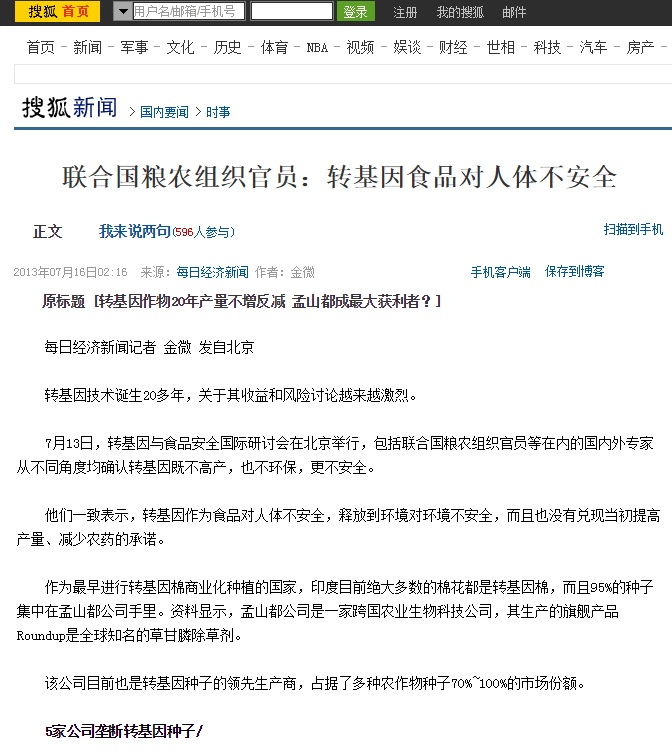 搜狐 首页 用户名/邮箱/手机号 登录 注册 我的搜狐 邮件
首页 - 新闻 - 军事 - 文化 - 历史 - 体育 - NBA - 视频 - 娱谈 - 财经 - 世相 - 科技 - 汽车 - 房产 -
搜狐新闻 > 国内要闻 > 时事
联合国粮农组织官员：转基因食品对人体不安全
正文 我来说两句(596人参与) 扫描到手机
2013年07月16日02:16 来源：每日经济新闻 作者：金微 手机客户端 保存到博客
原标题 [转基因作物20年产量不增反减 孟山都成最大获利者？]
每日经济新闻记者 金微 发自北京
转基因技术诞生20多年，关于其收益和风险讨论越来越激烈。
7月13日，转基因与食品安全国际研讨会在北京举行，包括联合国粮农组织官员等在内的国内外专家
从不同角度均确认转基因既不高产，也不环保，更不安全。
他们一致表示，转基因作为食品对人体不安全，释放到环境对环境不安全，而且也没有兑现当初提高
产量、减少农药的承诺。
作为最早进行转基因棉商业化种植的国家，印度目前绝大多数的棉花都是转基因棉，而且95%的种子
集中在孟山都公司手里。资料显示，孟山都公司是一家跨国农业生物科技公司，其生产的旗舰产品
Roundup是全球知名的草甘膦除草剂。
该公司目前也是转基因种子的领先生产商，占据了多种农作物种子70%~100%的市场份额。
5家公司垄断转基因种子/